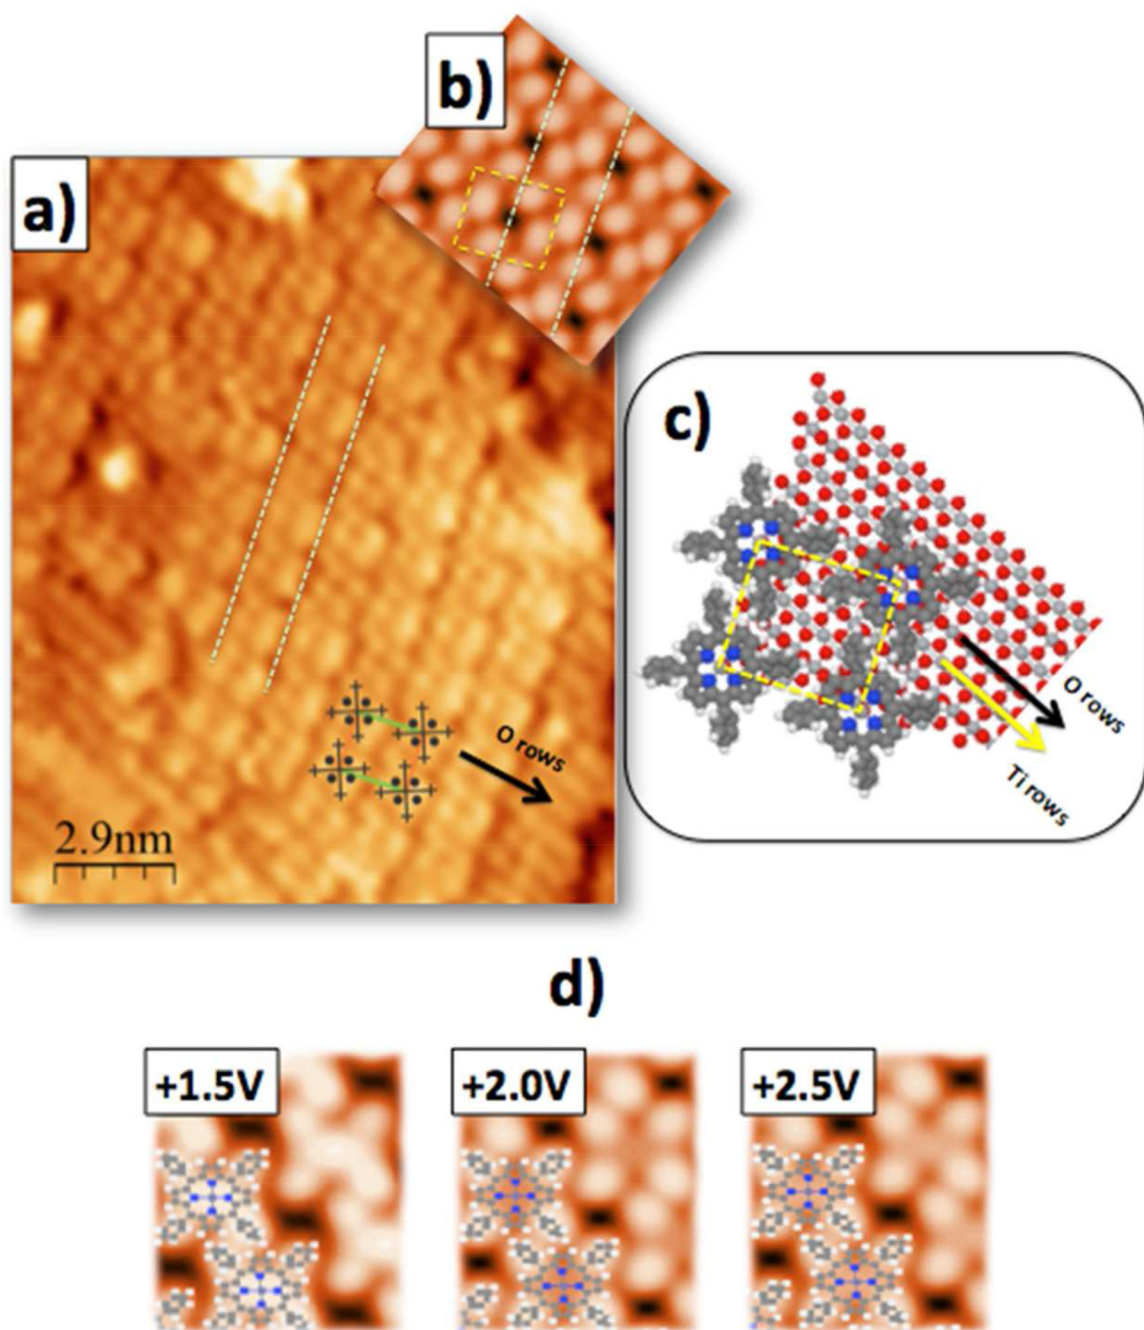 b)
a)
c)
O rows
Ti rows
O rows
2.9nm
d)
+1.5V
+2.0V
+2.5V